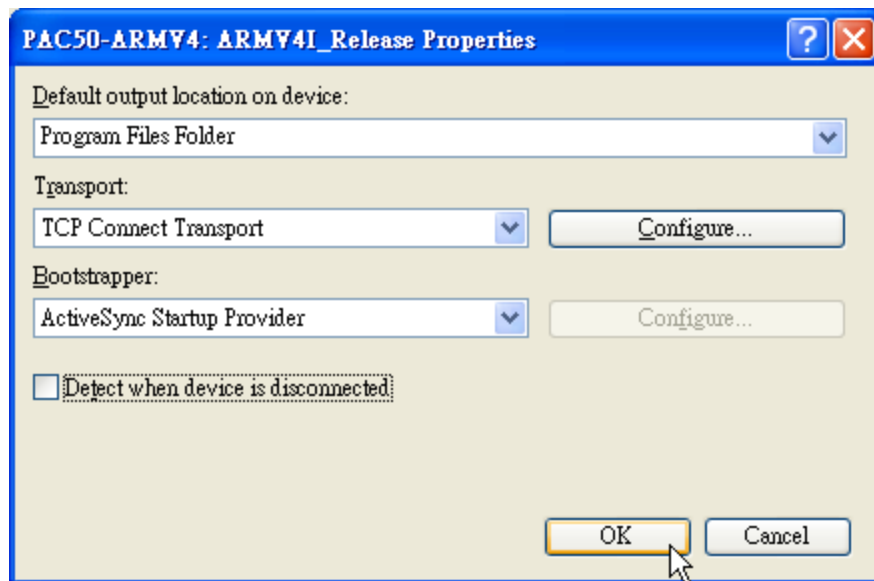 PAC50-ARMV4: ARMV4I_Release Properties
Default output location on device:
Program Files Folder
Transport:
TCP Connect Transport
Configure...
Bootstrapper:
ActiveSync Startup Provider
Configure...
Detect when device is disconnected
OK
Cancel